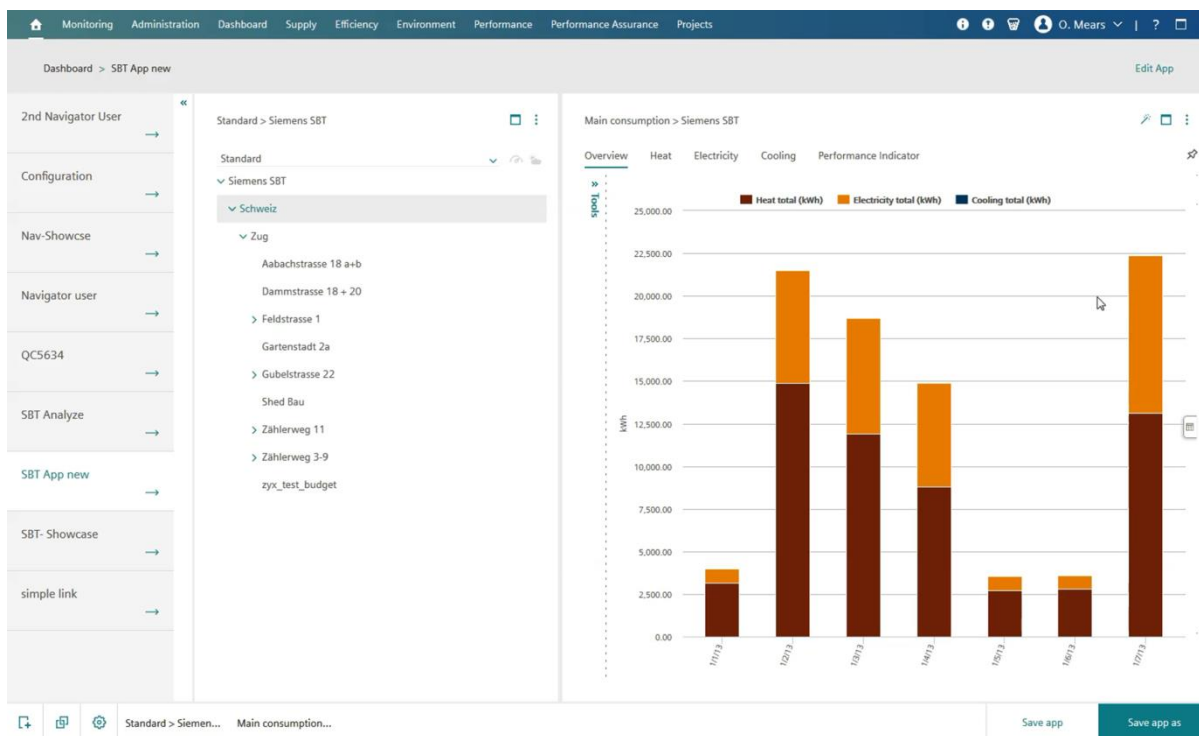 Monitoring Administration Dashboard Supply Efficiency Environment Performance Performance Assurance Projects O. Mears | ?
Dashboard > SBT App new Edit App
2nd Navigator User
Configuration
Nav-Showcse
Navigator user
QC5634
SBT Analyze
SBT App new
SBT- Showcase
simple link
Standard > Siemens SBT
Standard
Siemens SBT
Schweiz
Zug
Aabachstrasse 18 a+b
Dammstrasse 18 + 20
Feldstrasse 1
Gartenstadt 2a
Gubelstrasse 22
Shed Bau
Zählerweg 11
Zählerweg 3-9
zyx_test_budget
Main consumption > Siemens SBT
Overview Heat Electricity Cooling Performance Indicator
Tools
Heat total (kWh) Electricity total (kWh) Cooling total (kWh)
25,000.00
22,500.00
20,000.00
17,500.00
15,000.00
12,500.00
10,000.00
7,500.00
5,000.00
2,500.00
0.00
kWh
1/1/13 1/2/13 1/3/13 1/4/13 1/5/13 1/6/13 1/7/13
Standard > Siemen... Main consumption... Save app Save app as